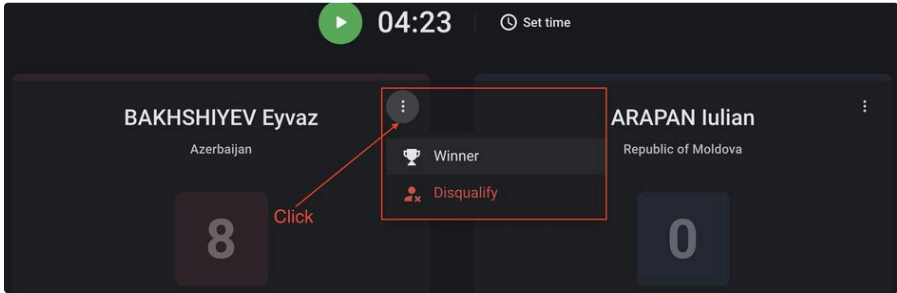 04:23
Set time
BAKHSHIYEV Eyvaz
Azerbaijan
8
Click
Winner
Disqualify
ARAPAN Iulian
Republic of Moldova
0